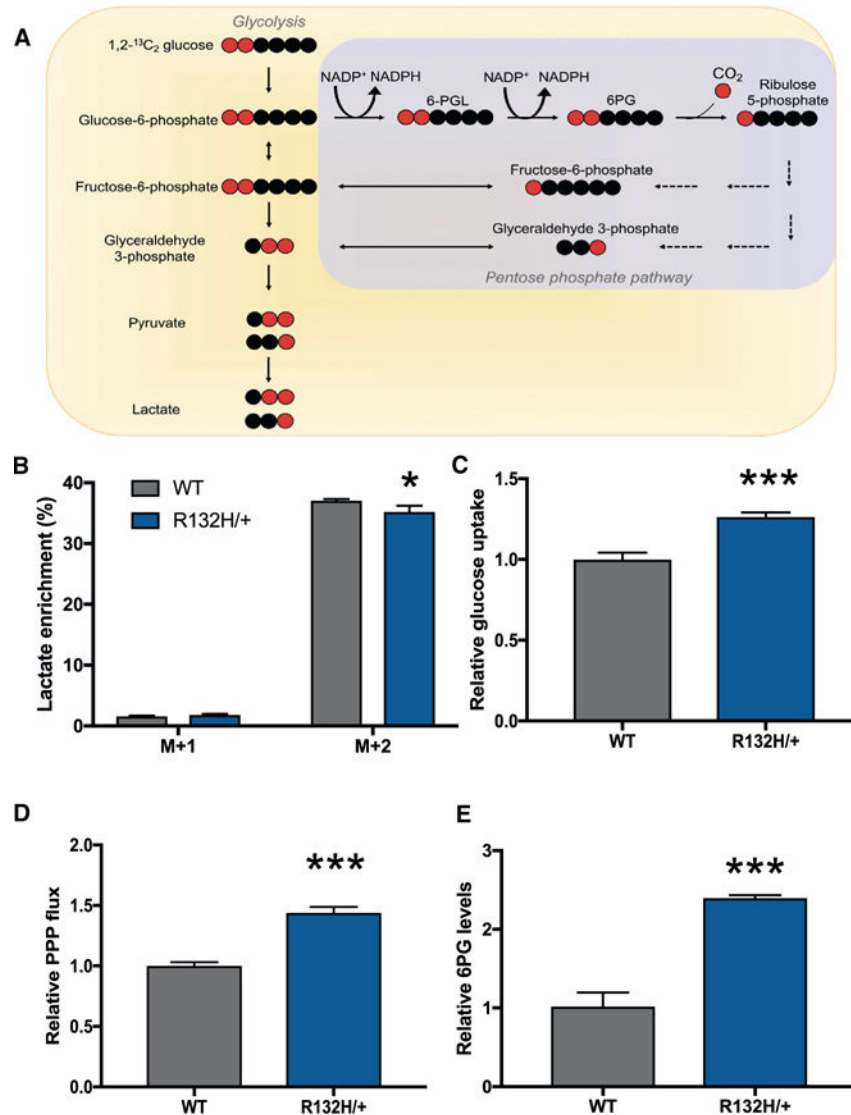 A
Glycolysis
1,2-¹³C₂ glucose
NADP⁺ NADPH
NADP⁺ NADPH
CO₂
6-PGL
6PG
Ribulose
5-phosphate
Glucose-6-phosphate
Fructose-6-phosphate
Fructose-6-phosphate
Glyceraldehyde
3-phosphate
Glyceraldehyde 3-phosphate
Pentose phosphate pathway
Pyruvate
Lactate
B
Lactate enrichment (%)
40
30
20
10
0
WT
R132H/+
*
M+1
M+2
C
Relative glucose uptake
1.5
1.0
0.5
0.0
***
WT
R132H/+
D
Relative PPP flux
2.0
1.5
1.0
0.5
0.0
***
WT
R132H/+
E
Relative 6PG levels
3
2
1
0
***
WT
R132H/+